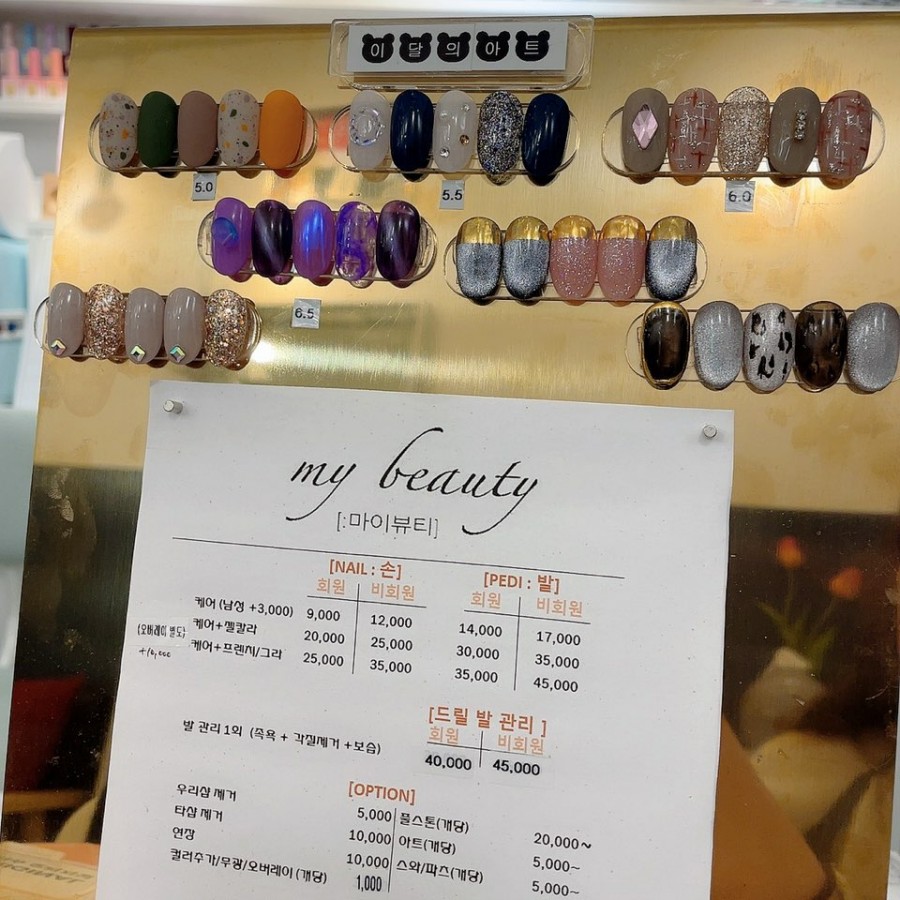 이달의아트
5.0
5.5
6.0
6.5
my beauty
[:마이뷰티]
[NAIL : 손] [PEDI : 발]
회원 비회원 회원 비회원
케어 (남성 +3,000) 9,000 12,000 14,000 17,000
(오버레이 별도) 케어+젤칼라 20,000 25,000 30,000 35,000
+10,000 케어+프렌치/그라 25,000 35,000 35,000 45,000
[드릴 발 관리 ]
회원 비회원
발 관리 1회 (족욕 + 각질제거 +보습) 40,000 45,000
[OPTION]
우리샵 제거 5,000 풀스톤(개당) 20,000~
타샵 제거 10,000 아트(개당) 5,000~
연장 10,000 스와/파츠(개당) 5,000~
컬러추가/무광/오버레이 (개당) 1,000